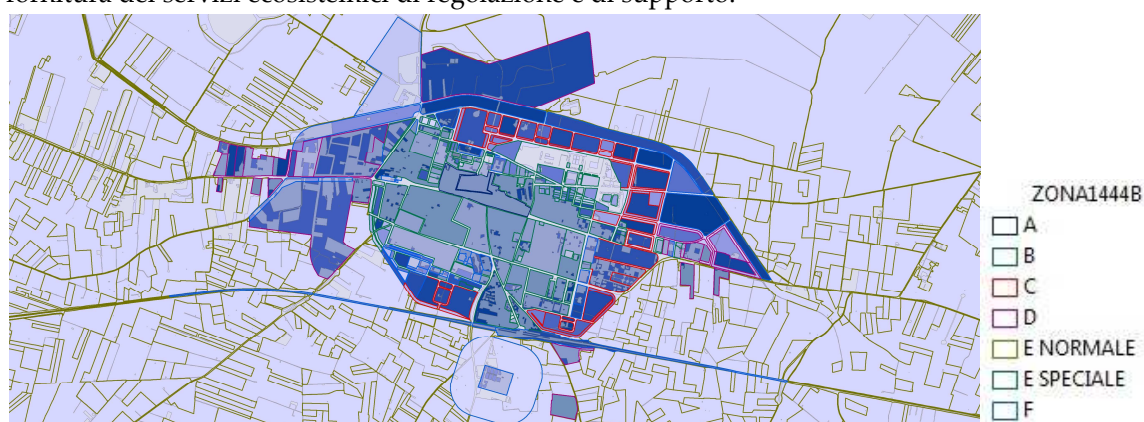 fornitura dei servizi ecosistemici di regolazione e di supporto.
ZONA1444B
A
B
C
D
E NORMALE
E SPECIALE
F